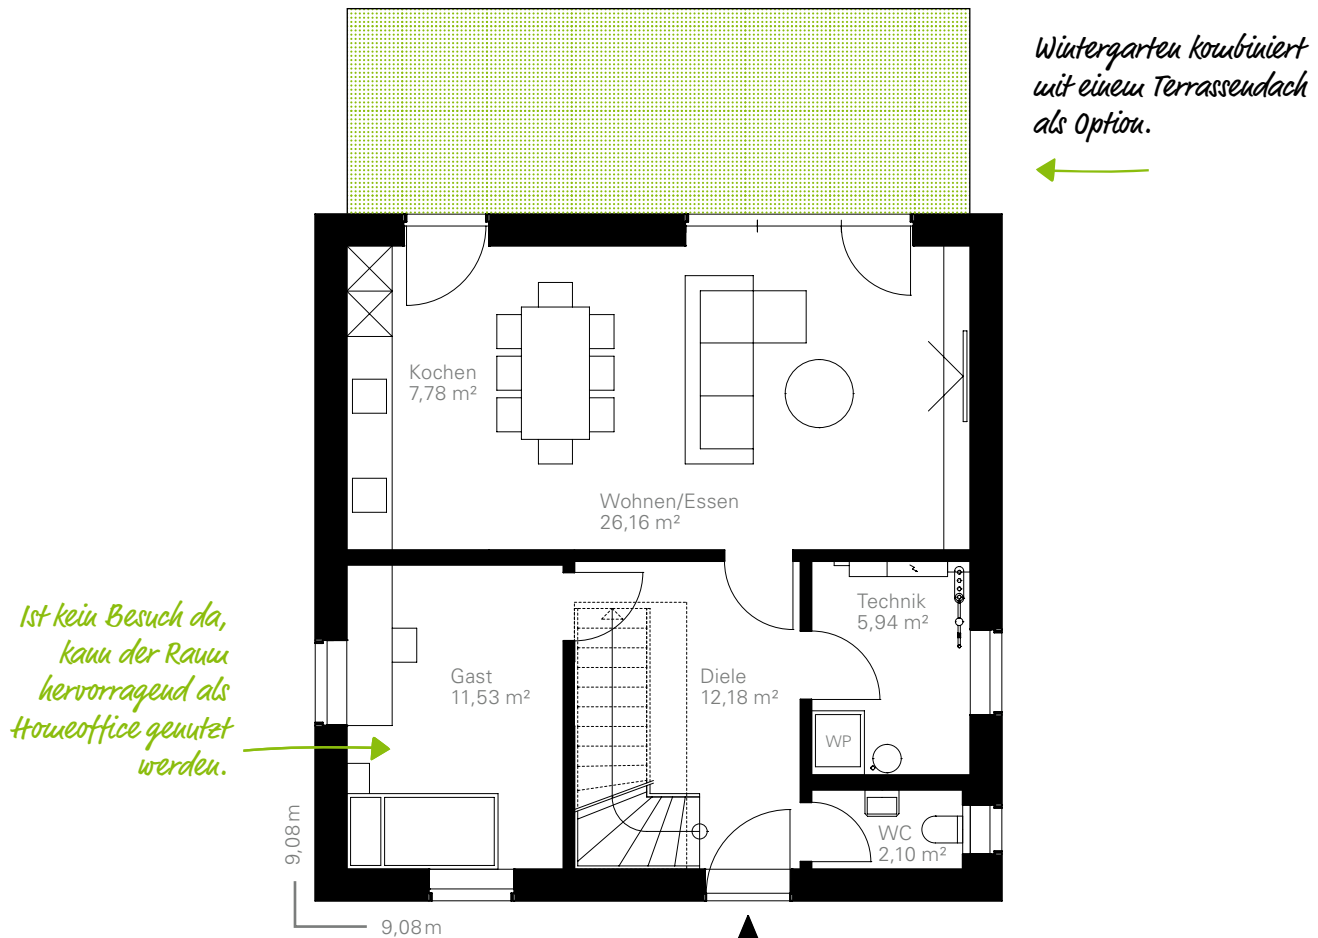 Wintergarten kombiniert
mit einem Terrassendach
als Option.
Kochen
7,78 m²
Wohnen/Essen
26,16 m²
Ist kein Besuch da,
kann der Raum
hervorragend als
Homeoffice genutzt
werden.
Gast
11,53 m²
Diele
12,18 m²
Technik
5,94 m²
WP
WC
2,10 m²
9,08m
9,08m